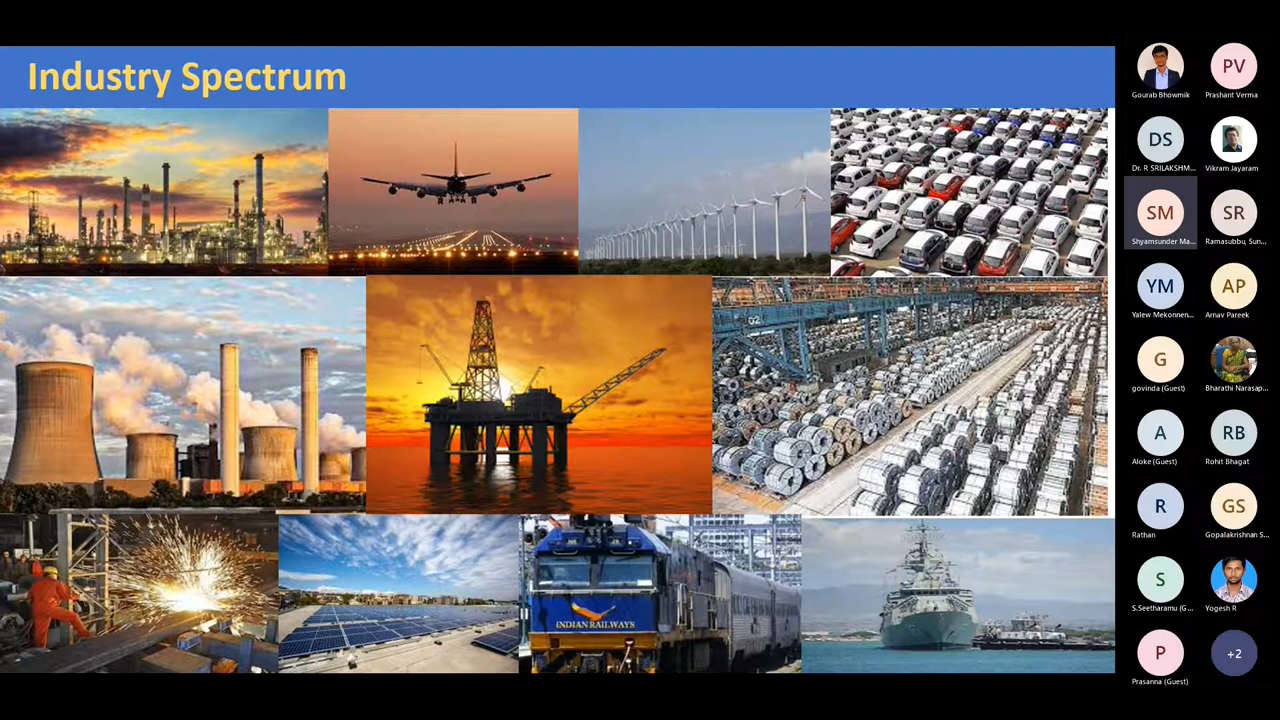 Industry Spectrum
INDIAN RAILWAYS
Gourab Bhowmik
PV
Prashant Verma
DS
Dr. R SRILAKSHM...
Vikram Jayaram
SM
Shyamsunder Ma...
SR
Ramasubbu, Sun...
YM
Yalew Mekonnen...
AP
Arnav Pareek
G
govinda (Guest)
Bharathi Narasap...
A
Aloke (Guest)
RB
Rohit Bhagat
R
Rathan
GS
Gopalakrishnan S...
S
S.Seetharamu (G...
Yogesh R
P
Prasanna (Guest)
+2